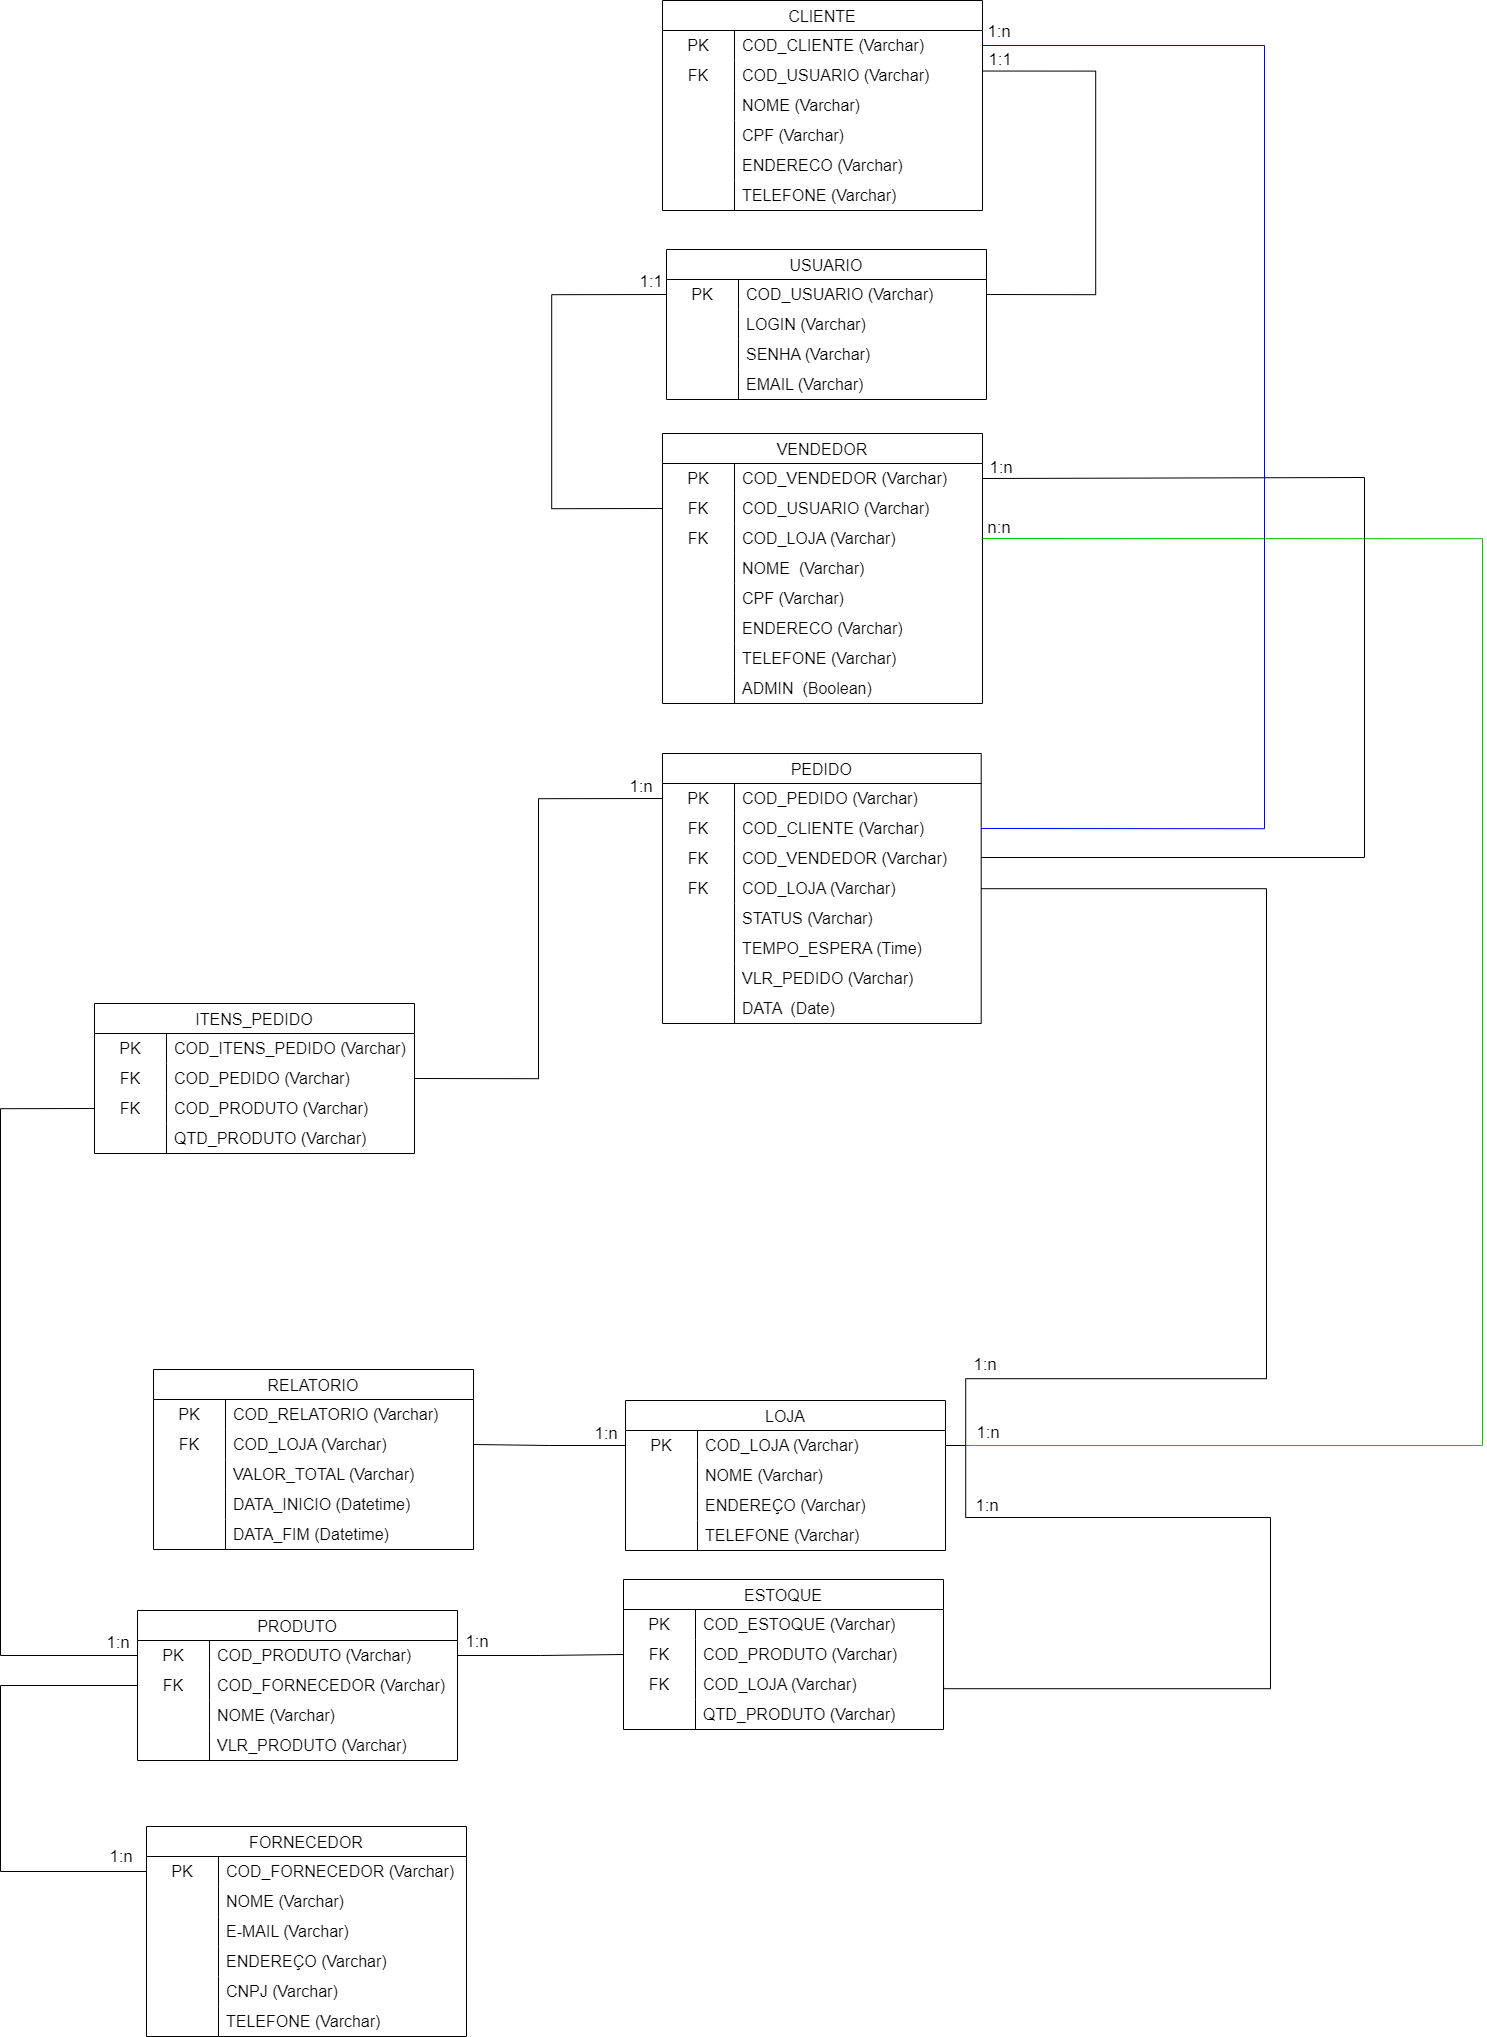 CLIENTE
PK COD_CLIENTE (Varchar) 1:n
FK COD_USUARIO (Varchar) 1:1
NOME (Varchar)
CPF (Varchar)
ENDERECO (Varchar)
TELEFONE (Varchar)
USUARIO
1:1
PK COD_USUARIO (Varchar)
LOGIN (Varchar)
SENHA (Varchar)
EMAIL (Varchar)
VENDEDOR
PK COD_VENDEDOR (Varchar) 1:n
FK COD_USUARIO (Varchar)
FK COD_LOJA (Varchar) n:n
NOME (Varchar)
CPF (Varchar)
ENDERECO (Varchar)
TELEFONE (Varchar)
ADMIN (Boolean)
PEDIDO
1:n
PK COD_PEDIDO (Varchar)
FK COD_CLIENTE (Varchar)
FK COD_VENDEDOR (Varchar)
FK COD_LOJA (Varchar)
STATUS (Varchar)
TEMPO_ESPERA (Time)
VLR_PEDIDO (Varchar)
DATA (Date)
ITENS_PEDIDO
PK COD_ITENS_PEDIDO (Varchar)
FK COD_PEDIDO (Varchar)
FK COD_PRODUTO (Varchar)
QTD_PRODUTO (Varchar)
RELATORIO
PK COD_RELATORIO (Varchar)
FK COD_LOJA (Varchar)
VALOR_TOTAL (Varchar)
DATA_INICIO (Datetime)
DATA_FIM (Datetime)
1:n
LOJA
1:n
PK COD_LOJA (Varchar) 1:n
NOME (Varchar)
ENDEREÇO (Varchar) 1:n
TELEFONE (Varchar)
PRODUTO
1:n
PK COD_PRODUTO (Varchar) 1:n
FK COD_FORNECEDOR (Varchar)
NOME (Varchar)
VLR_PRODUTO (Varchar)
ESTOQUE
PK COD_ESTOQUE (Varchar)
FK COD_PRODUTO (Varchar)
FK COD_LOJA (Varchar)
QTD_PRODUTO (Varchar)
FORNECEDOR
1:n
PK COD_FORNECEDOR (Varchar)
NOME (Varchar)
E-MAIL (Varchar)
ENDEREÇO (Varchar)
CNPJ (Varchar)
TELEFONE (Varchar)